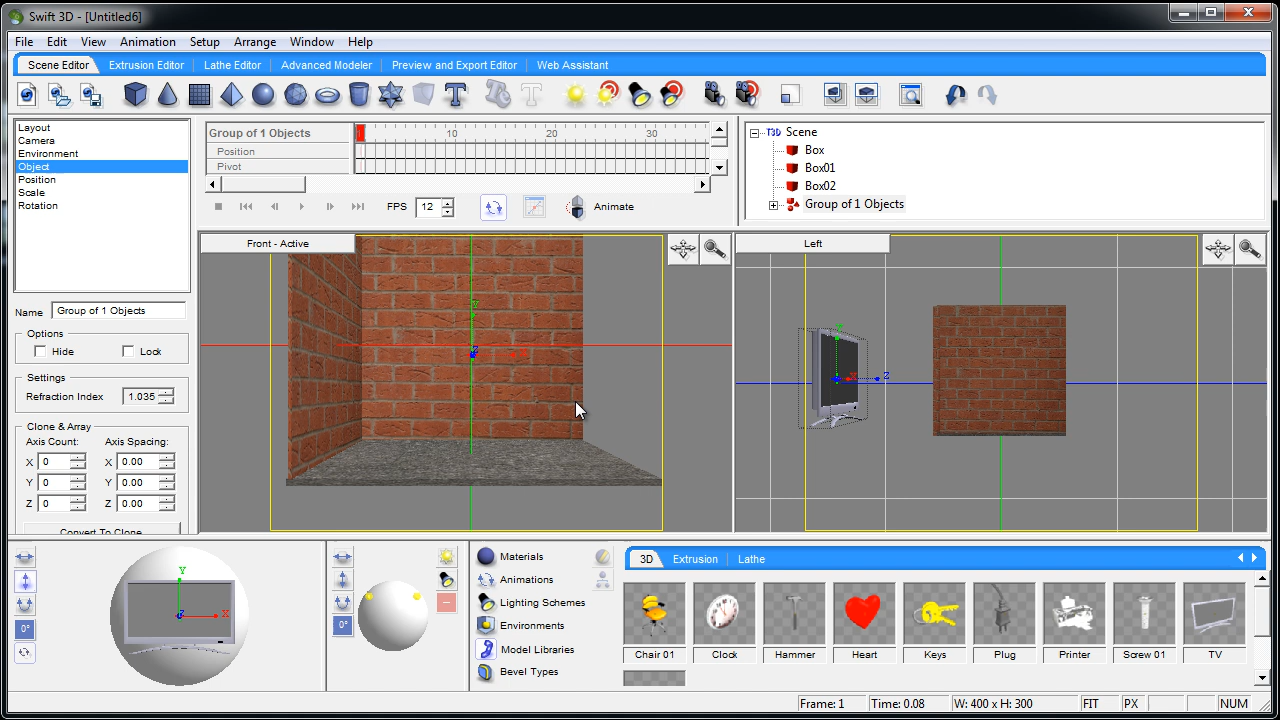 Swift 3D - [Untitled6]
File Edit View Animation Setup Arrange Window Help
Scene Editor Extrusion Editor Lathe Editor Advanced Modeler Preview and Export Editor Web Assistant
Layout
Camera
Environment
Object
Position
Scale
Rotation
Group of 1 Objects 10 20 30
Position
Pivot
FPS 12 Animate
T3D Scene
Box
Box01
Box02
Group of 1 Objects
Name Group of 1 Objects
Options
Hide Lock
Settings
Refraction Index 1.035
Clone & Array
Axis Count: Axis Spacing:
X 0 X 0.00
Y 0 Y 0.00
Z 0 Z 0.00
Convert To Clone
Front - Active
Y
Z X
Left
X Z
Y
X
Z
0°
0°
Materials
Animations
Lighting Schemes
Environments
Model Libraries
Bevel Types
3D Extrusion Lathe
Chair 01 Clock Hammer Heart Keys Plug Printer Screw 01 TV
Frame: 1 Time: 0.08 W: 400 x H: 300 FIT PX NUM